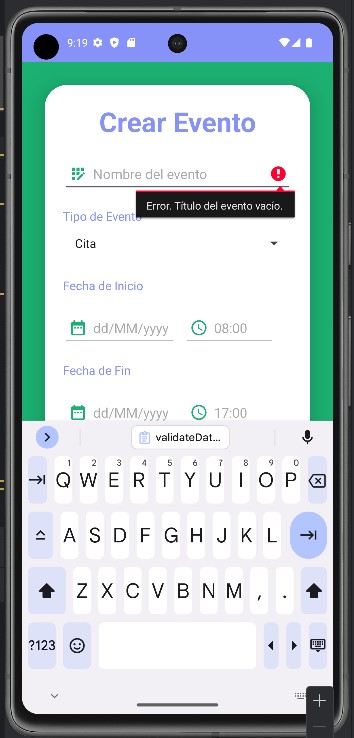 9:19
Crear Evento
Nombre del evento
Error. Título del evento vacío.
Tipo de Evento
Cita
Fecha de Inicio
dd/MM/yyyy 08:00
Fecha de Fin
dd/MM/yyyy 17:00
validateDat...
1 2 3 4 5 6 7 8 9 0
Q W E R T Y U I O P
A S D F G H J K L
Z X C V B N M , .
?123